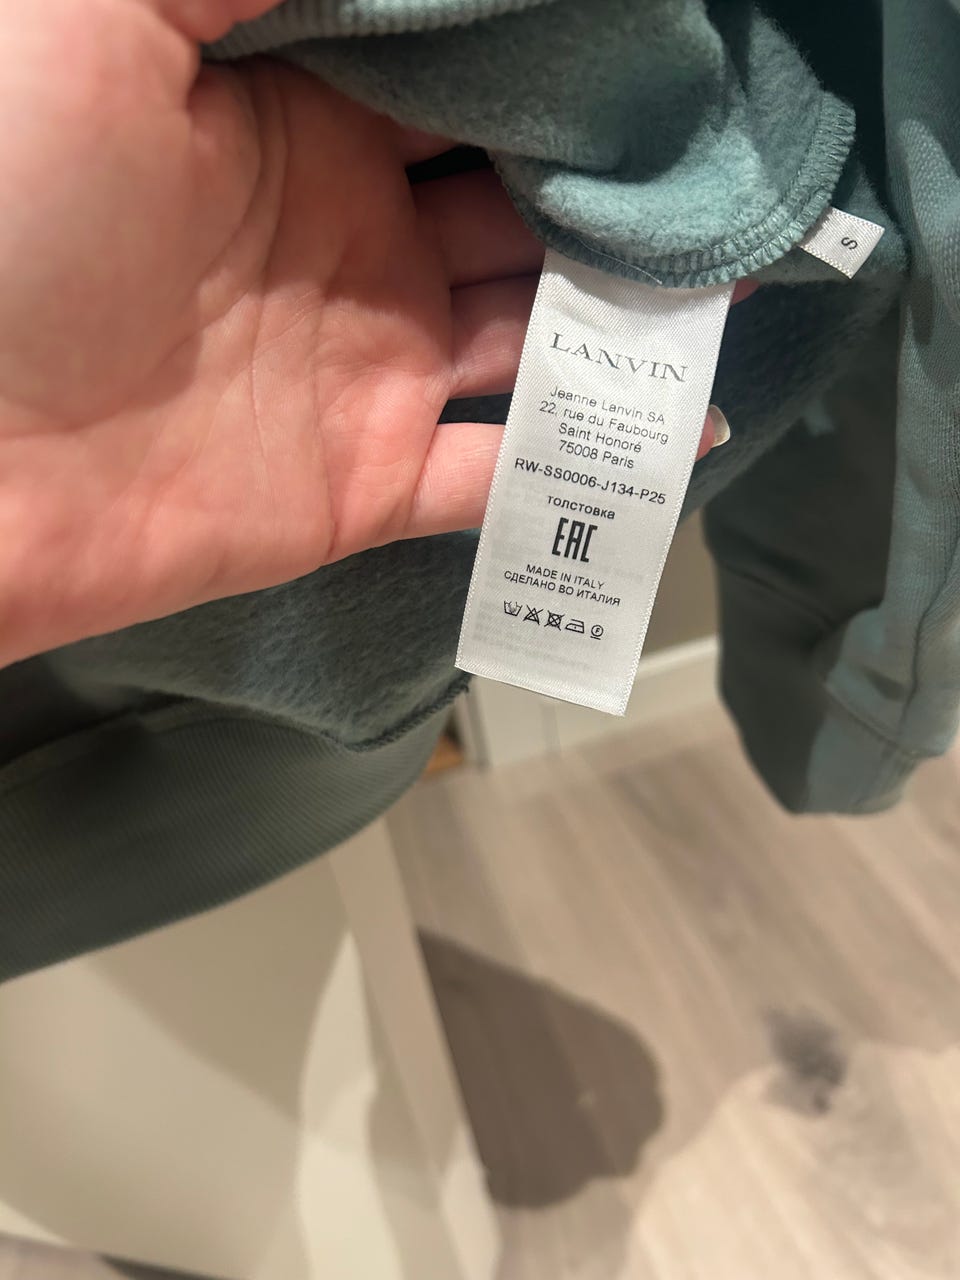 LANVIN
Jeanne Lanvin SA
22, rue du Faubourg
Saint Honoré
75008 Paris
RW-SS0006-J134-P25
толстовка
EAC
MADE IN ITALY
СДЕЛАНО ВО ИТАЛИЯ
F
S